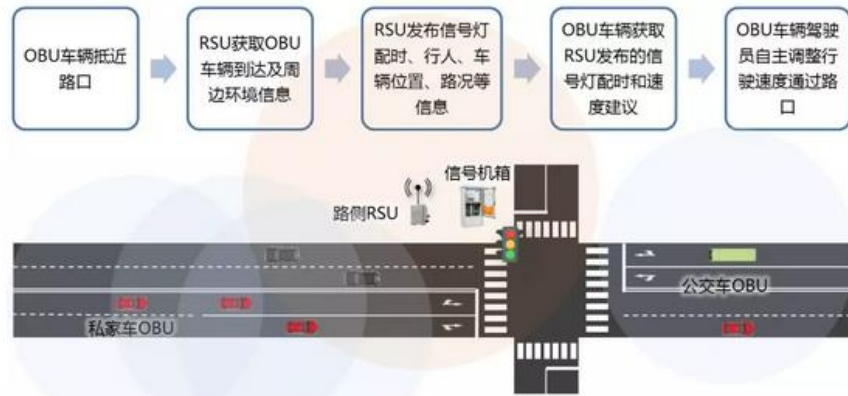 OBU车辆抵近
路口
RSU获取OBU
车辆到达及周
边环境信息
RSU发布信号灯
配时、行人、车
辆位置、路况等
信息
OBU车辆获取
RSU发布的信
号灯配时和速
度建议
OBU车辆驾驶
员自主调整行
驶速度通过路
口
信号机箱
路侧RSU
公交车OBU
私家车OBU